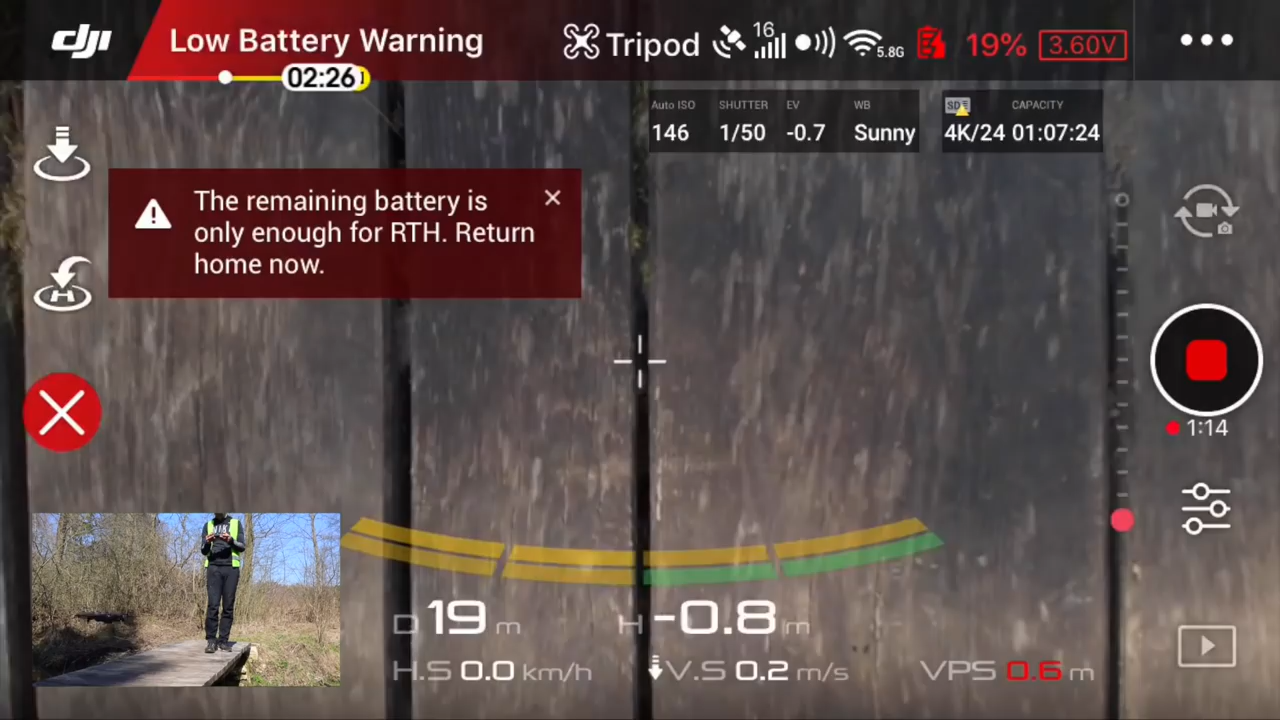 dji Low Battery Warning Tripod 16 5.8G 19% 3.60V
02:26
Auto ISO SHUTTER EV WB SD CAPACITY
146 1/50 -0.7 Sunny 4K/24 01:07:24
The remaining battery is
only enough for RTH. Return
home now.
1:14
D 19 m H -0.8 m
H.S 0.0 km/h V.S 0.2 m/s VPS 0.6 m